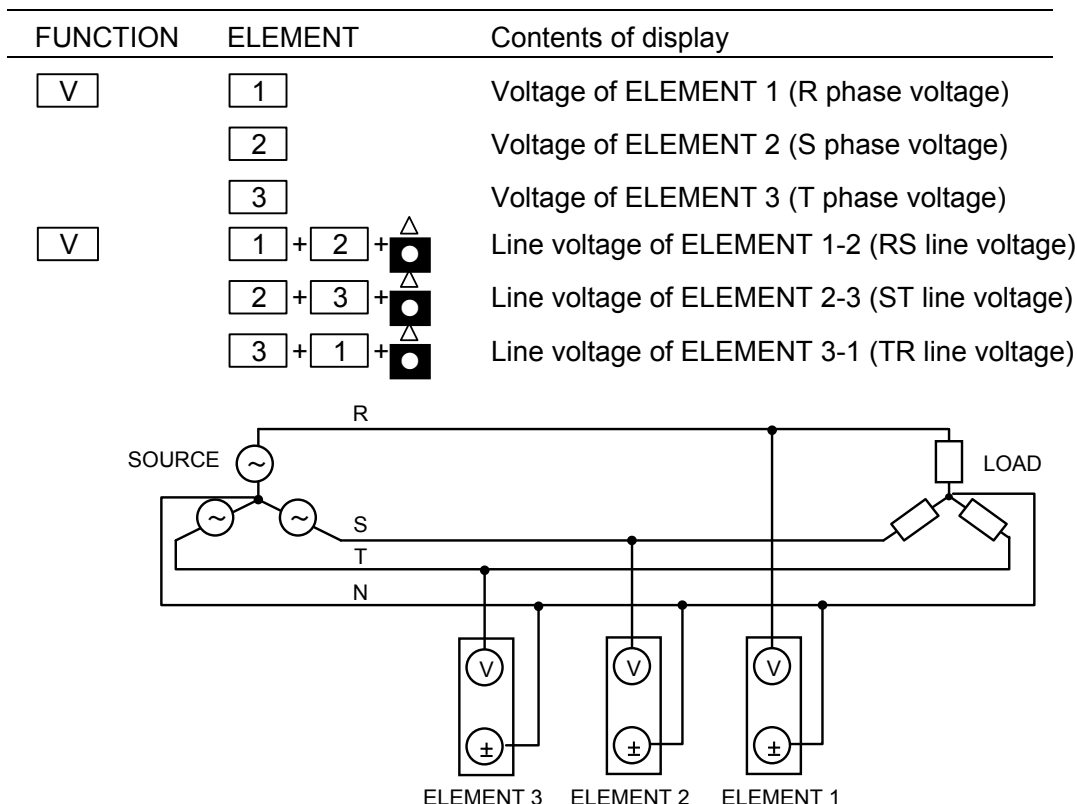 FUNCTION ELEMENT Contents of display
V 1 Voltage of ELEMENT 1 (R phase voltage)
2 Voltage of ELEMENT 2 (S phase voltage)
3 Voltage of ELEMENT 3 (T phase voltage)
V 1 + 2 + △ Line voltage of ELEMENT 1-2 (RS line voltage)
2 + 3 + △ Line voltage of ELEMENT 2-3 (ST line voltage)
3 + 1 + △ Line voltage of ELEMENT 3-1 (TR line voltage)
R
SOURCE ~ LOAD
~ ~
S
T
N
V V V
± ± ±
ELEMENT 3 ELEMENT 2 ELEMENT 1